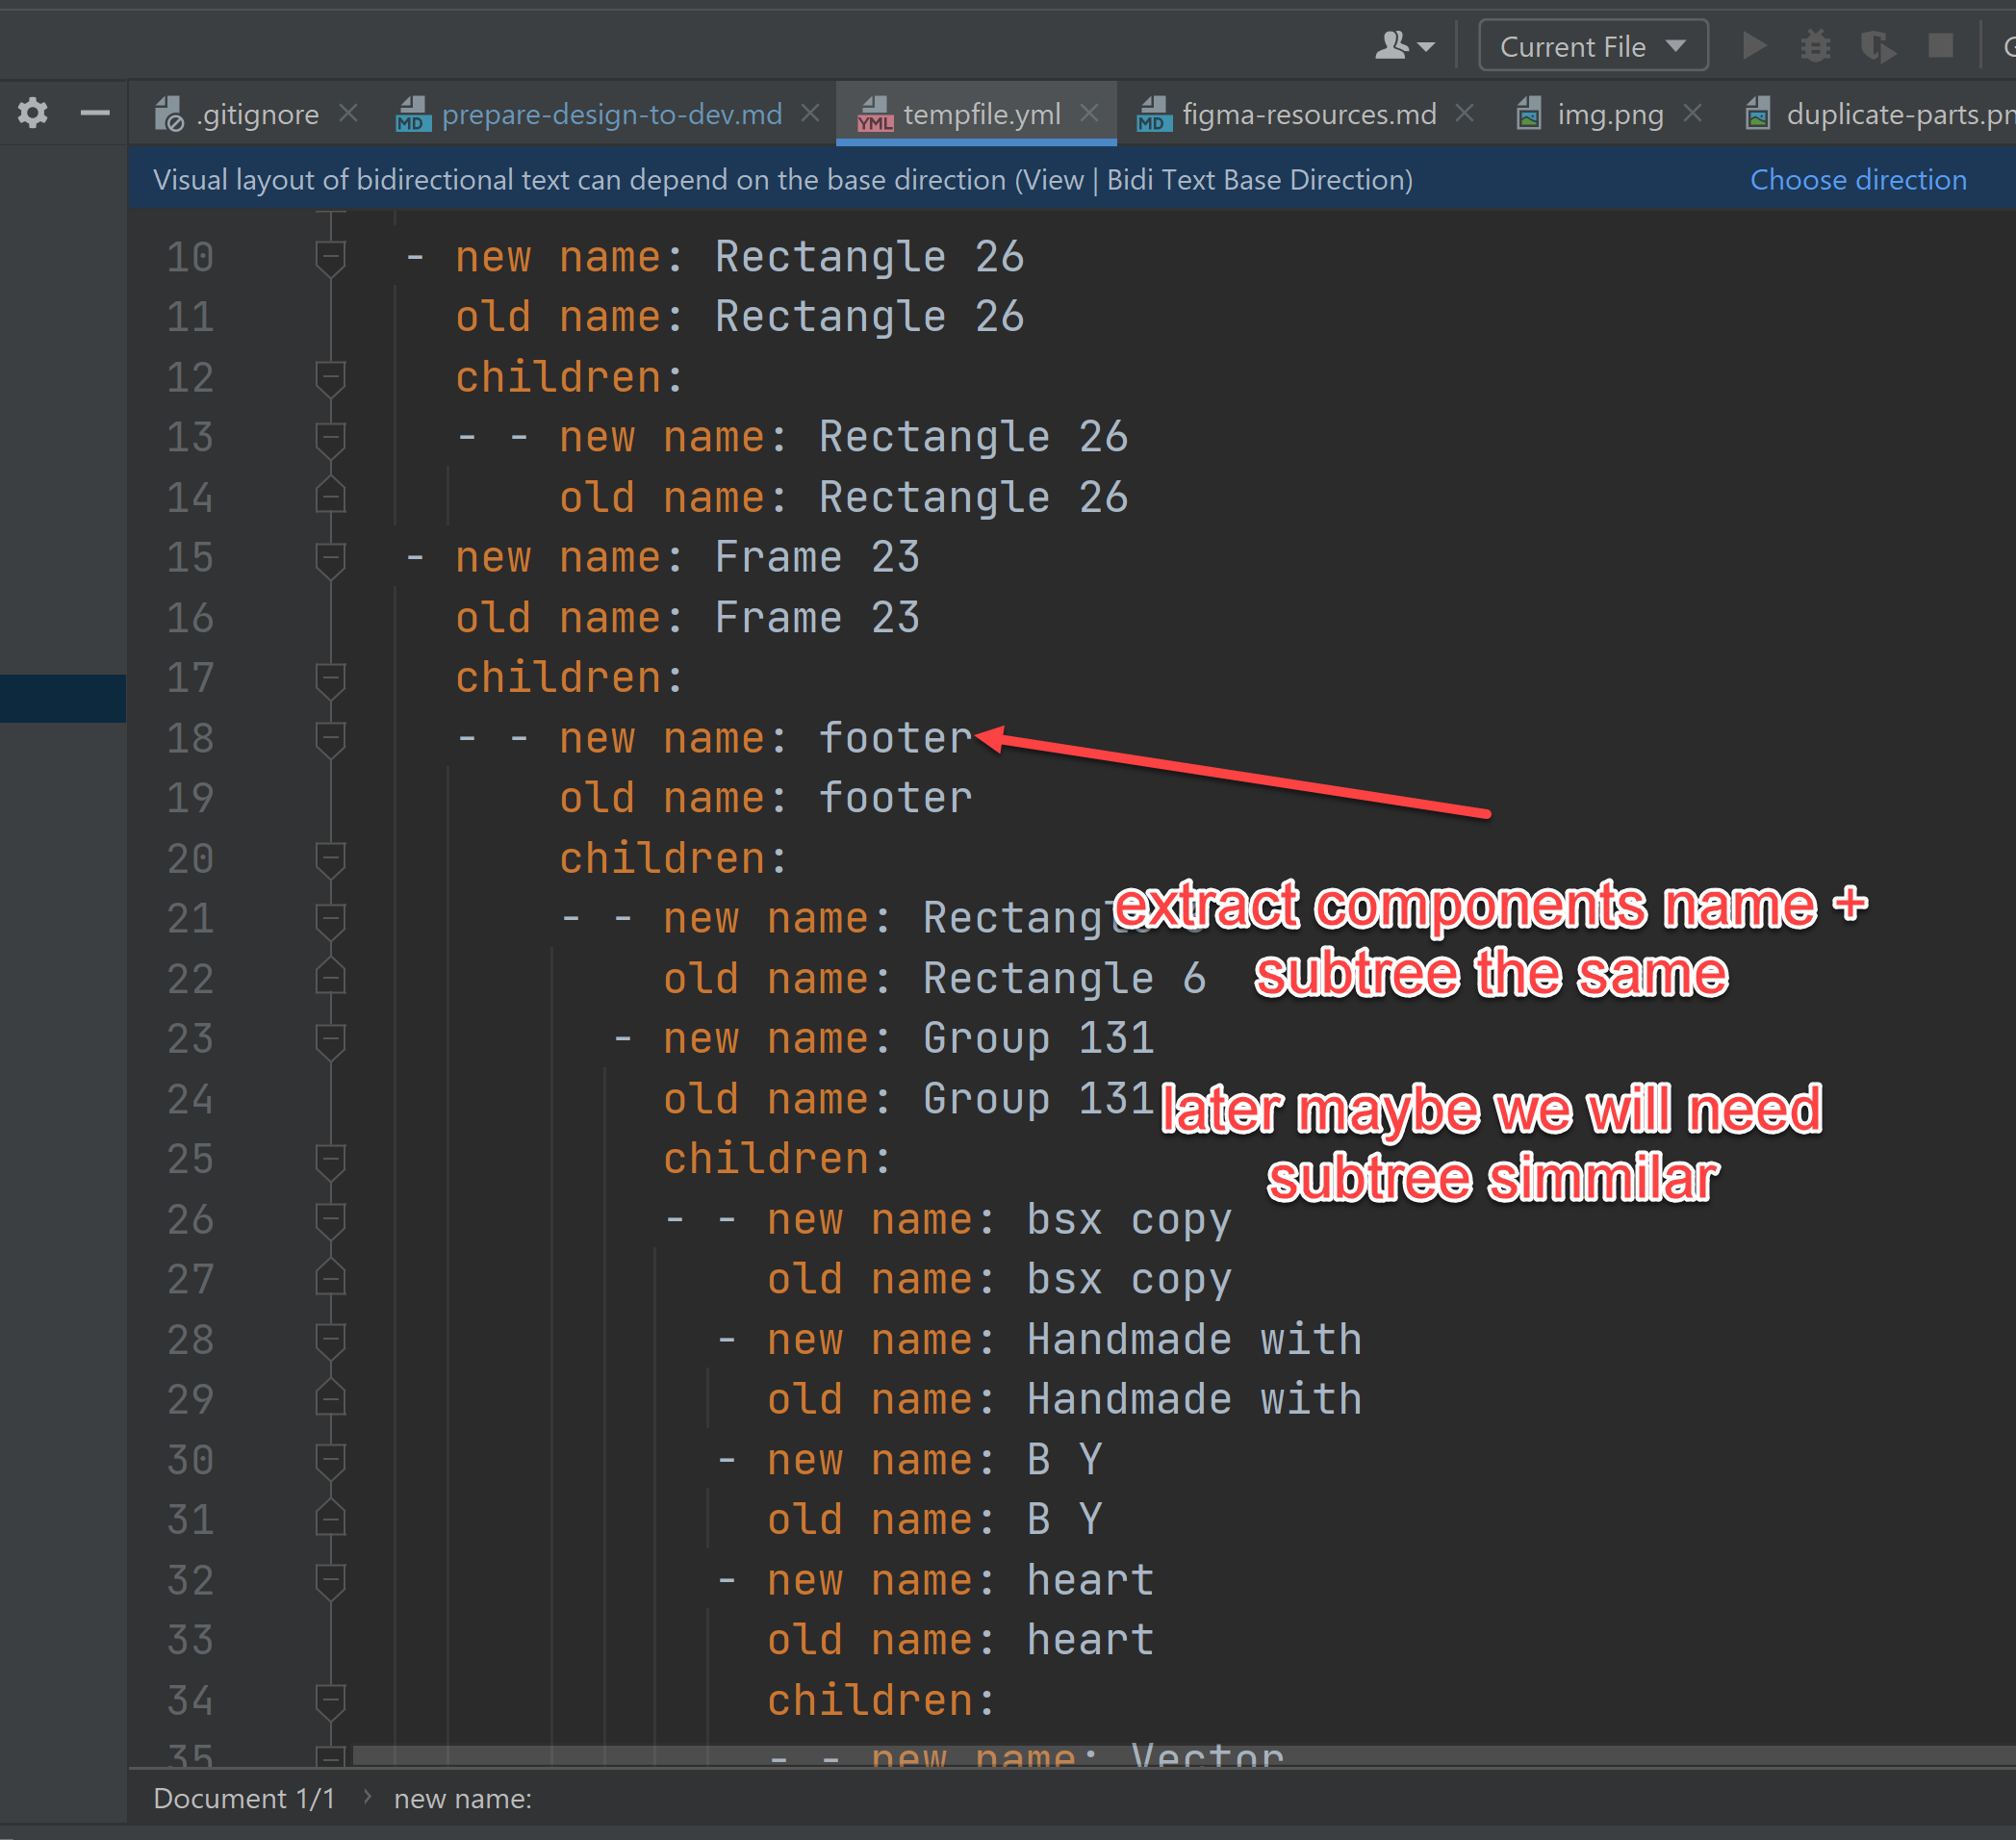 Current File
.gitignore prepare-design-to-dev.md tempfile.yml figma-resources.md img.png duplicate-parts.pn
Visual layout of bidirectional text can depend on the base direction (View | Bidi Text Base Direction) Choose direction
10 - new name: Rectangle 26
11 old name: Rectangle 26
12 children:
13 - - new name: Rectangle 26
14 old name: Rectangle 26
15 - new name: Frame 23
16 old name: Frame 23
17 children:
18 - - new name: footer
19 old name: footer
20 children:
21 - - new name: Rectangl
extract components name +
22 old name: Rectangle 6
subtree the same
23 - new name: Group 131
24 old name: Group 131
later maybe we will need
25 children:
subtree simmilar
26 - - new name: bsx copy
27 old name: bsx copy
28 - new name: Handmade with
29 old name: Handmade with
30 - new name: B Y
31 old name: B Y
32 - new name: heart
33 old name: heart
34 children:
35 - - new name: Vector
Document 1/1 › new name: